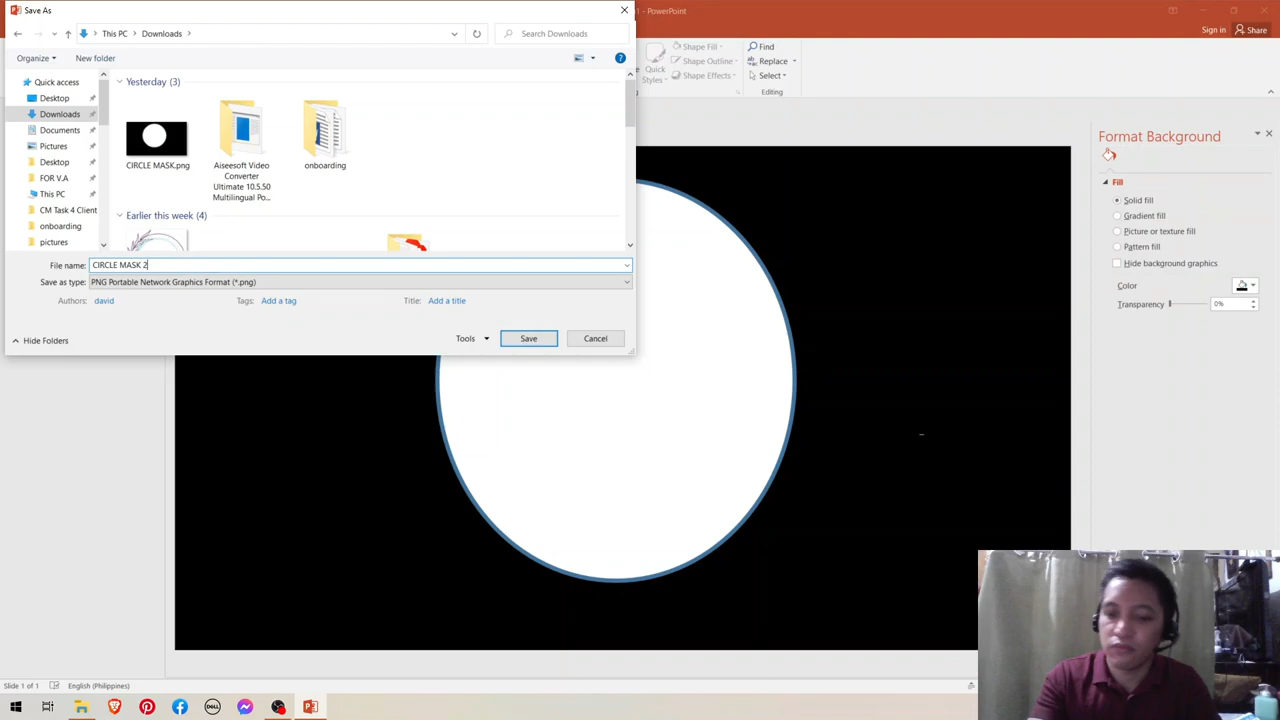 Save As
1 - PowerPoint
This PC
Downloads
Search Downloads
Sign in
Share
Organize
New folder
Quick access
Desktop
Downloads
Documents
Pictures
Desktop
FOR V.A
This PC
CM Task 4 Client
onboarding
pictures
Yesterday (3)
CIRCLE MASK.png
Aiseesoft Video
Converter
Ultimate 10.5.50
Multilingual Po...
onboarding
Earlier this week (4)
File name:
CIRCLE MASK 2
Save as type:
PNG Portable Network Graphics Format (*.png)
Authors:
david
Tags:
Add a tag
Title:
Add a title
Hide Folders
Tools
Save
Cancel
Quick
Styles
Shape Fill
Shape Outline
Shape Effects
Find
Replace
Select
Editing
Format Background
Fill
Solid fill
Gradient fill
Picture or texture fill
Pattern fill
Hide background graphics
Color
Transparency
0%
Slide 1 of 1
English (Philippines)
DELL